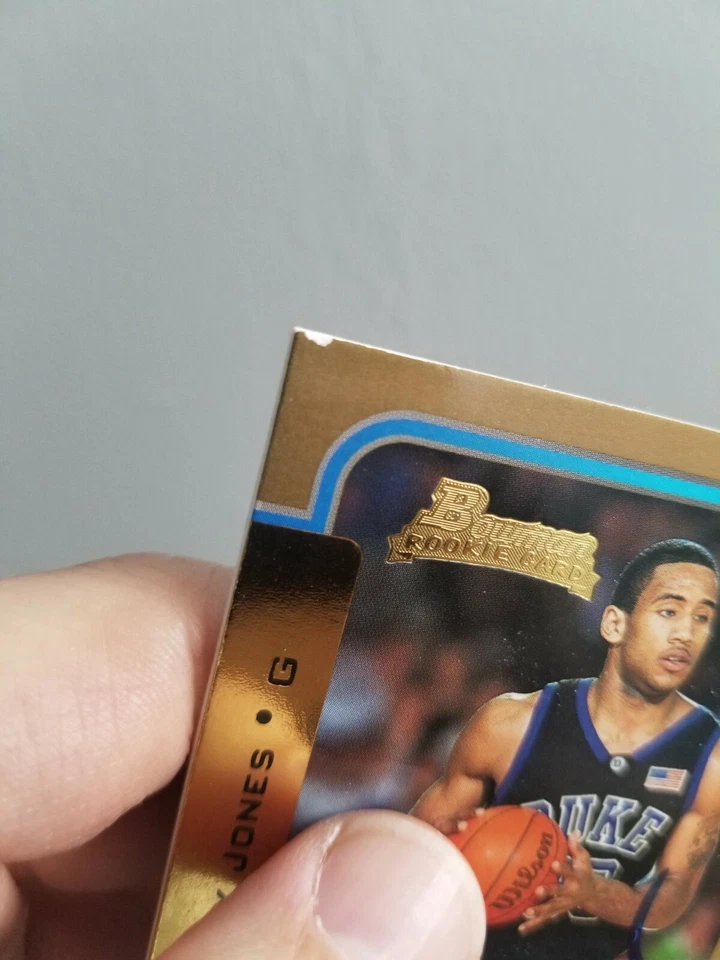 Bowman
ROOKIE CARD
JONES • G
Wilson
DUKE